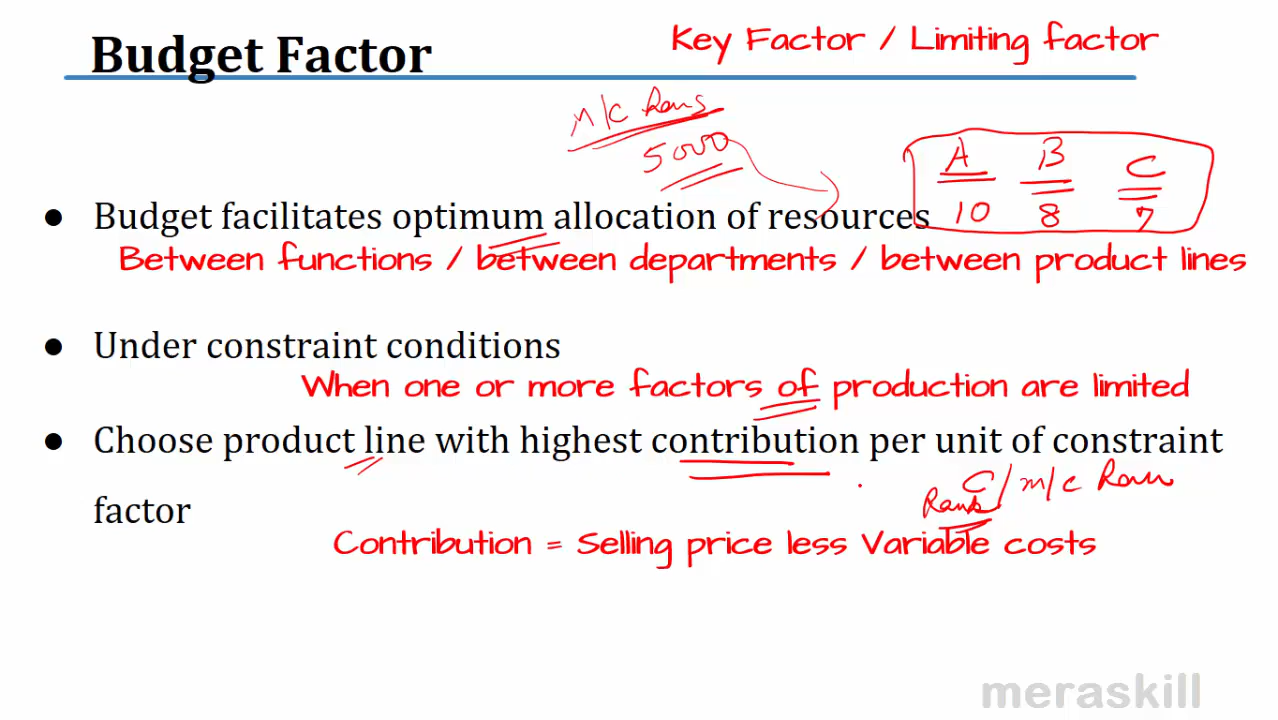 Budget Factor
Key Factor / Limiting factor
M/C
5000
A B C
10 8 7
● Budget facilitates optimum allocation of resources
Between functions / between departments / between product lines
● Under constraint conditions
When one or more factors of production are limited
● Choose product line with highest contribution per unit of constraint
C/m/c
Rank
factor
Contribution = Selling price less Variable costs
meraskill